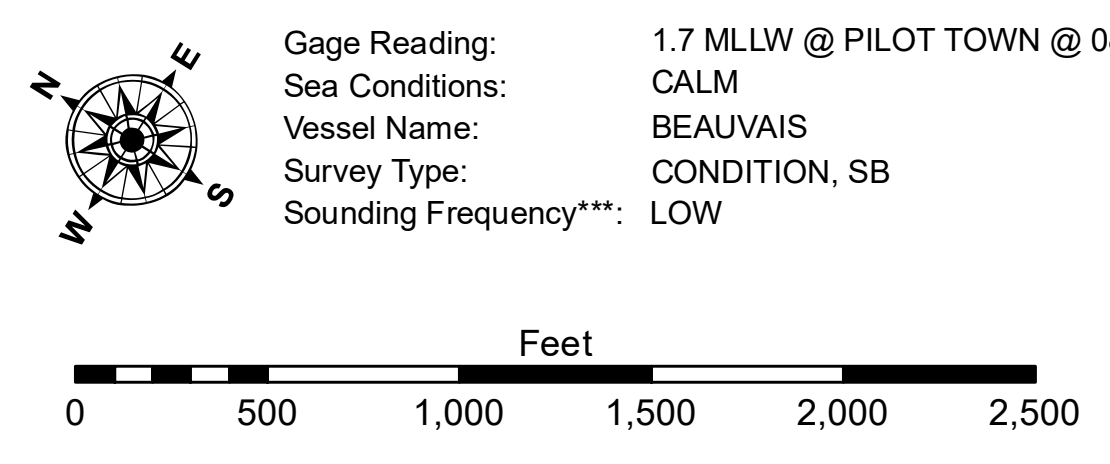 N
E
S
W
Gage Reading: 1.7 MLLW @ PILOT TOWN @
Sea Conditions: CALM
Vessel Name: BEAUVAIS
Survey Type: CONDITION, SB
Sounding Frequency***: LOW
Feet
0 500 1,000 1,500 2,000 2,500